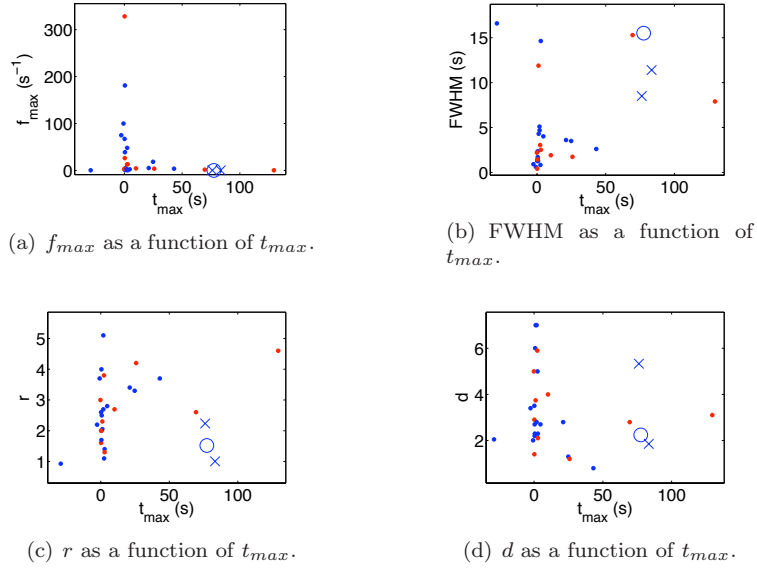 300
200
100
0
f_max (s⁻¹)
0 50 100
t_max (s)
(a) f_max as a function of t_max.
15
10
5
0
FWHM (s)
0 50 100
t_max (s)
(b) FWHM as a function of
t_max.
5
4
3
2
1
r
0 50 100
t_max (s)
(c) r as a function of t_max.
6
4
2
d
0 50 100
t_max (s)
(d) d as a function of t_max.